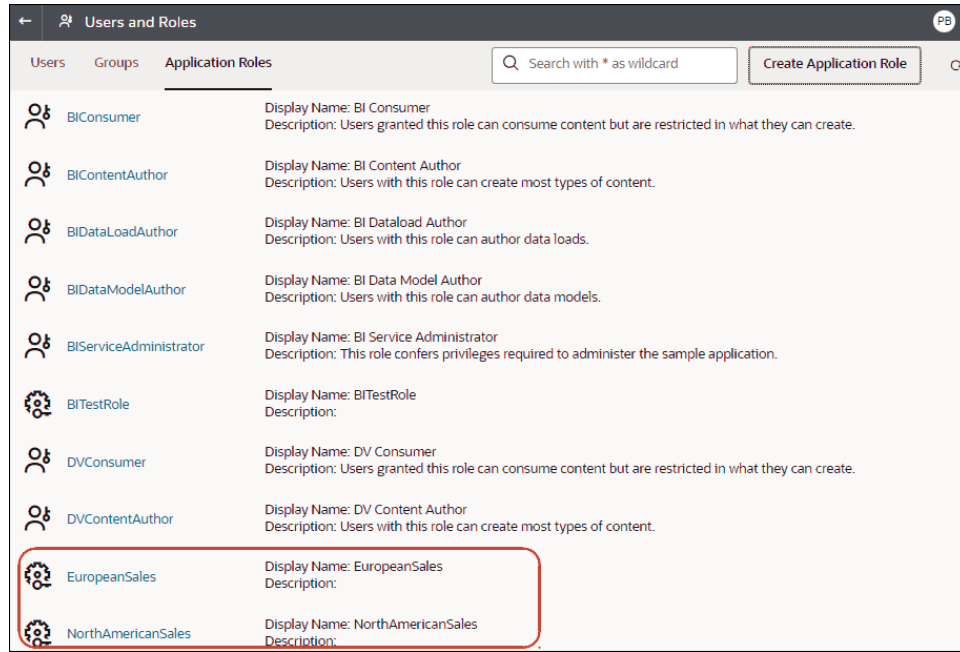 Users and Roles
PB
Users Groups Application Roles Search with * as wildcard Create Application Role
BIConsumer
Display Name: BI Consumer
Description: Users granted this role can consume content but are restricted in what they can create.
BIContentAuthor
Display Name: BI Content Author
Description: Users with this role can create most types of content.
BIDataLoadAuthor
Display Name: BI Dataload Author
Description: Users with this role can author data loads.
BIDataModelAuthor
Display Name: BI Data Model Author
Description: Users with this role can author data models.
BIServiceAdministrator
Display Name: BI Service Administrator
Description: This role confers privileges required to administer the sample application.
BITestRole
Display Name: BITestRole
Description:
DVConsumer
Display Name: DV Consumer
Description: Users granted this role can consume content but are restricted in what they can create.
DVContentAuthor
Display Name: DV Content Author
Description: Users with this role can create most types of content.
EuropeanSales
Display Name: EuropeanSales
Description:
NorthAmericanSales
Display Name: NorthAmericanSales
Description: